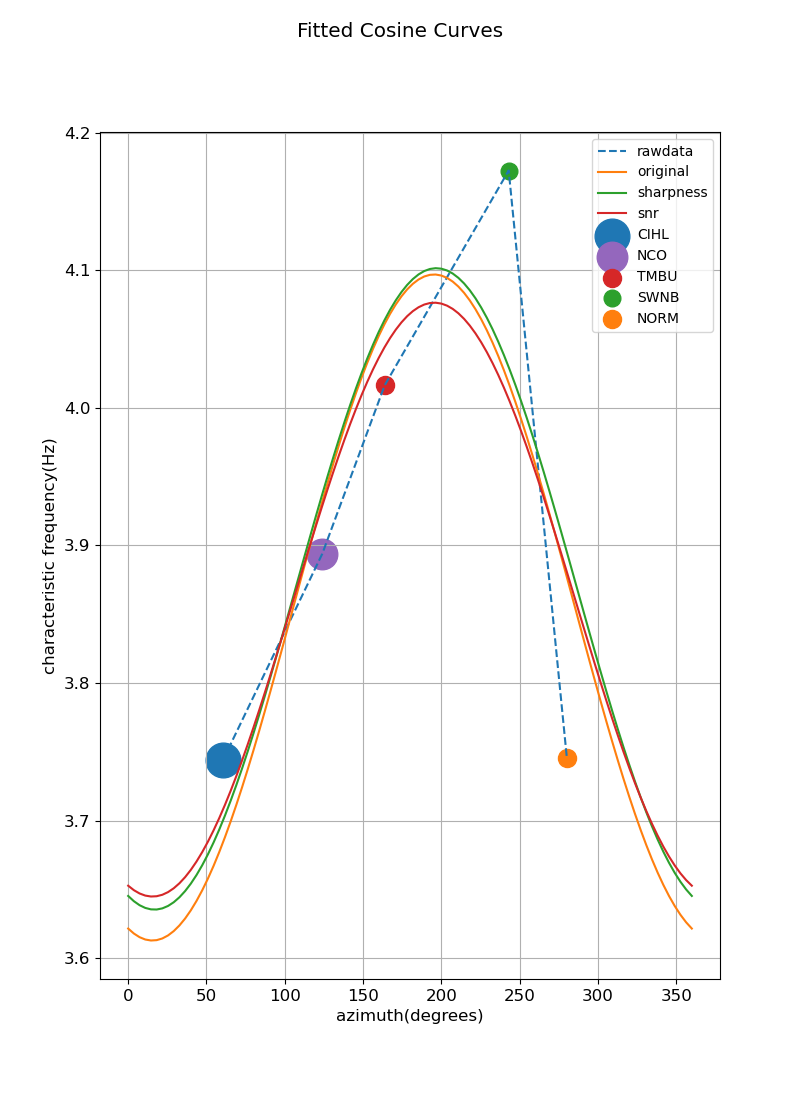 Fitted Cosine Curves
4.2
4.1
4.0
3.9
3.8
3.7
3.6
characteristic frequency(Hz)
rawdata
original
sharpness
snr
CIHL
NCO
TMBU
SWNB
NORM
0 50 100 150 200 250 300 350
azimuth(degrees)